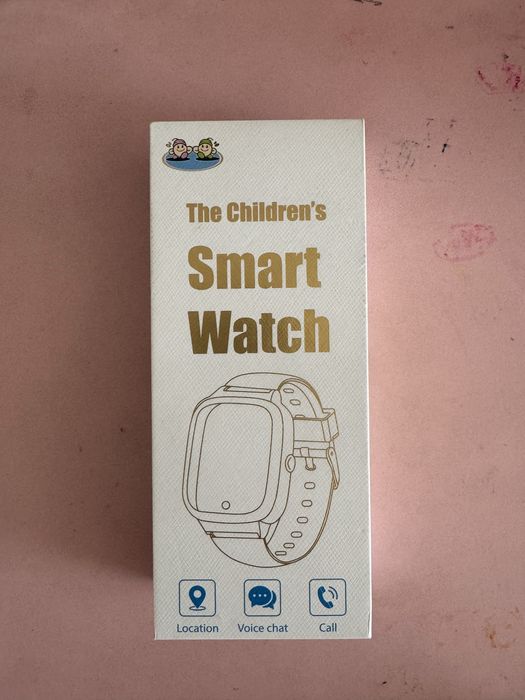 The Children's
Smart
Watch
Location Voice chat Call